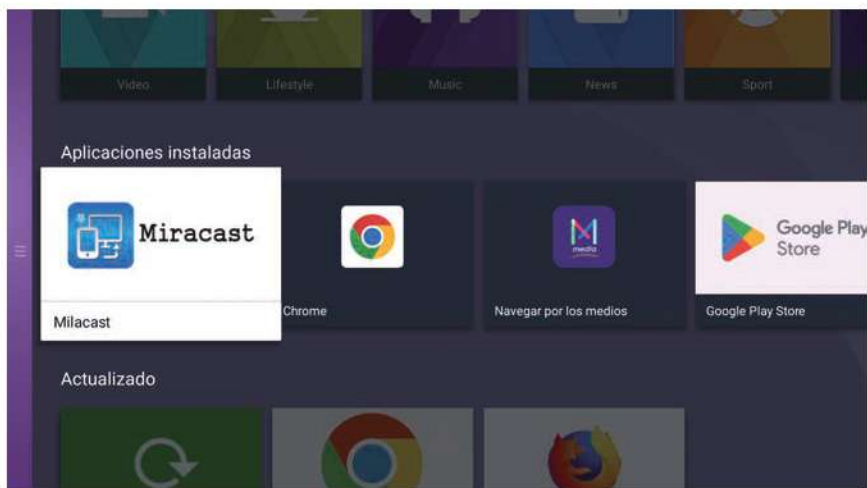 Video
Lifestyle
Music
News
Sport
Aplicaciones instaladas
Miracast
Milacast
Chrome
media
Navegar por los medios
Google Play
Store
Google Play Store
Actualizado